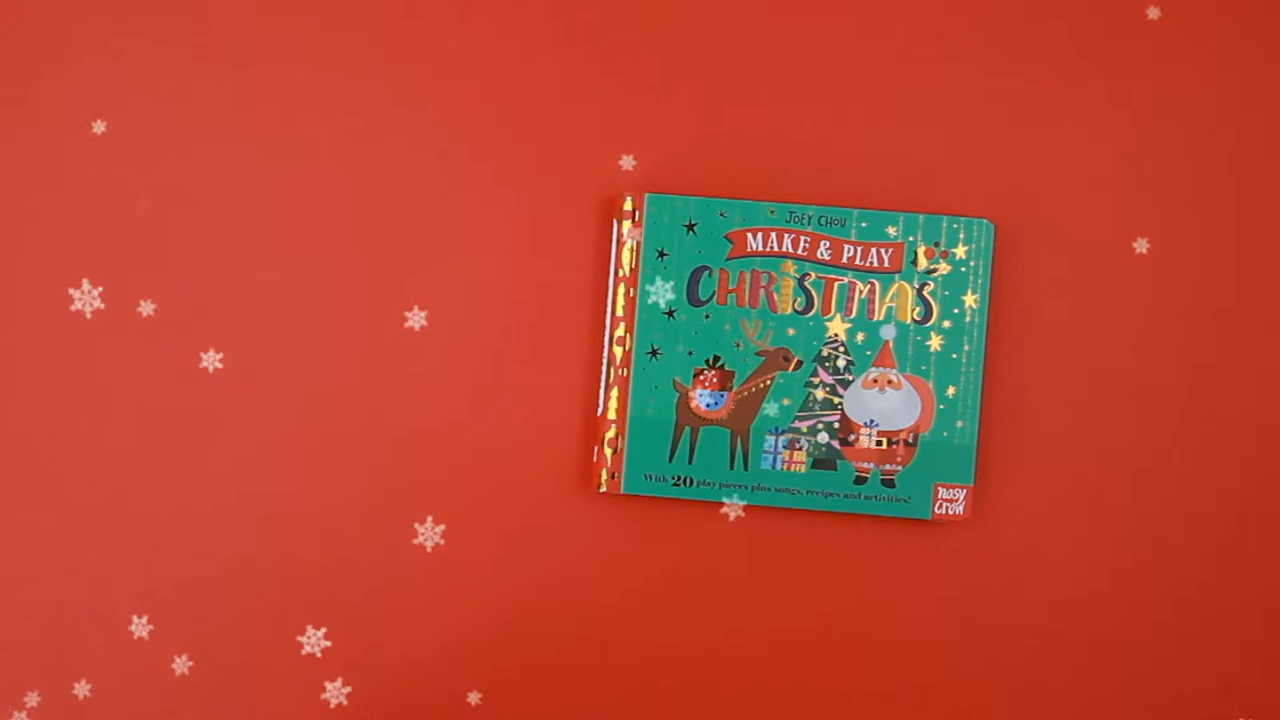 JOEY CHOU
MAKE & PLAY
CHRISTMAS
With 20 play pieces plus songs, recipes and activities!
nosy
crow